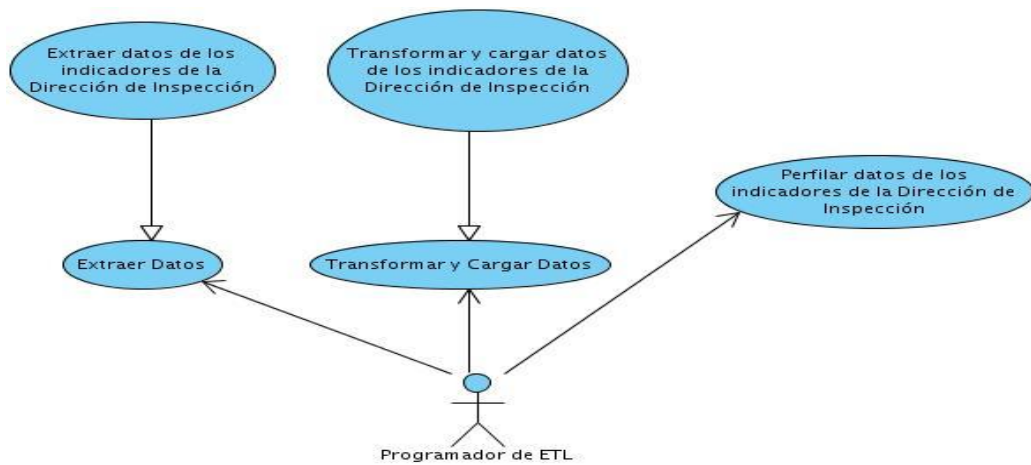 Extraer datos de los
indicadores de la
Dirección de Inspección
Transformar y cargar datos
de los indicadores de la
Dirección de Inspección
Perfilar datos de los
indicadores de la Dirección de
Inspección
Extraer Datos
Transformar y Cargar Datos
Programador de ETL